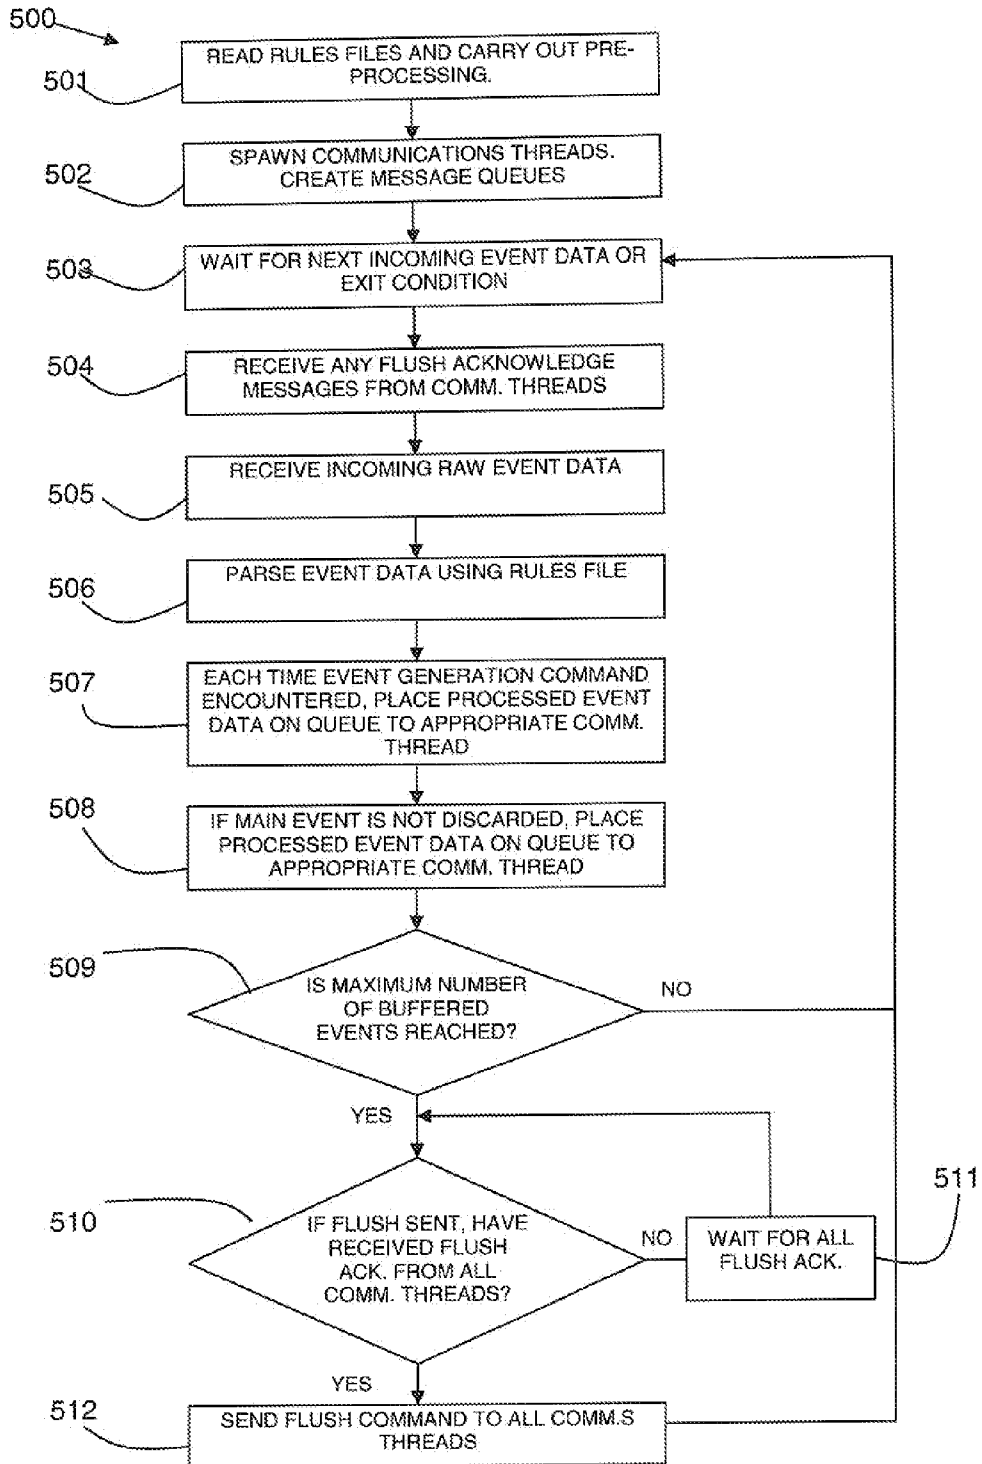 500
501
READ RULES FILES AND CARRY OUT PRE-
PROCESSING.
502
SPAWN COMMUNICATIONS THREADS.
CREATE MESSAGE QUEUES
503
WAIT FOR NEXT INCOMING EVENT DATA OR
EXIT CONDITION
504
RECEIVE ANY FLUSH ACKNOWLEDGE
MESSAGES FROM COMM. THREADS
505
RECEIVE INCOMING RAW EVENT DATA
506
PARSE EVENT DATA USING RULES FILE
507
EACH TIME EVENT GENERATION COMMAND
ENCOUNTERED, PLACE PROCESSED EVENT
DATA ON QUEUE TO APPROPRIATE COMM.
THREAD
508
IF MAIN EVENT IS NOT DISCARDED, PLACE
PROCESSED EVENT DATA ON QUEUE TO
APPROPRIATE COMM. THREAD
509
IS MAXIMUM NUMBER
OF BUFFERED
EVENTS REACHED?
NO
YES
510
IF FLUSH SENT, HAVE
RECEIVED FLUSH
ACK. FROM ALL
COMM. THREADS?
NO
WAIT FOR ALL
FLUSH ACK.
511
YES
512
SEND FLUSH COMMAND TO ALL COMM.S
THREADS